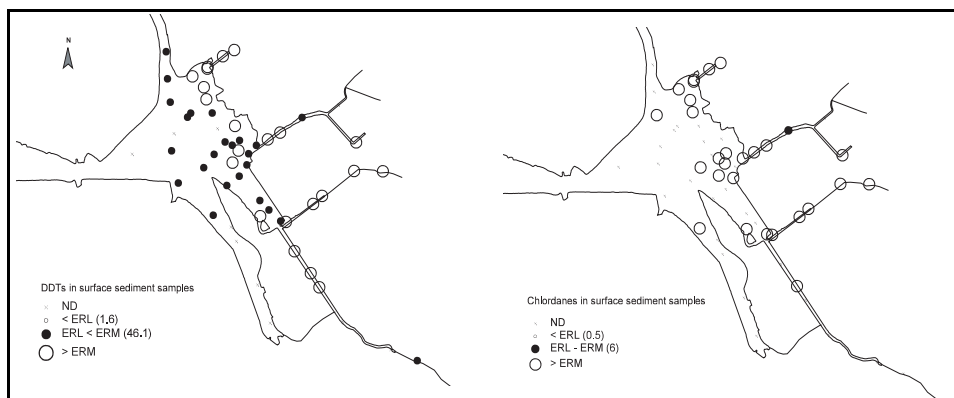 N
DDTs in surface sediment samples
ND
< ERL (1.6)
ERL < ERM (46.1)
> ERM
Chlordanes in surface sediment samples
ND
< ERL (0.5)
ERL - ERM (6)
> ERM